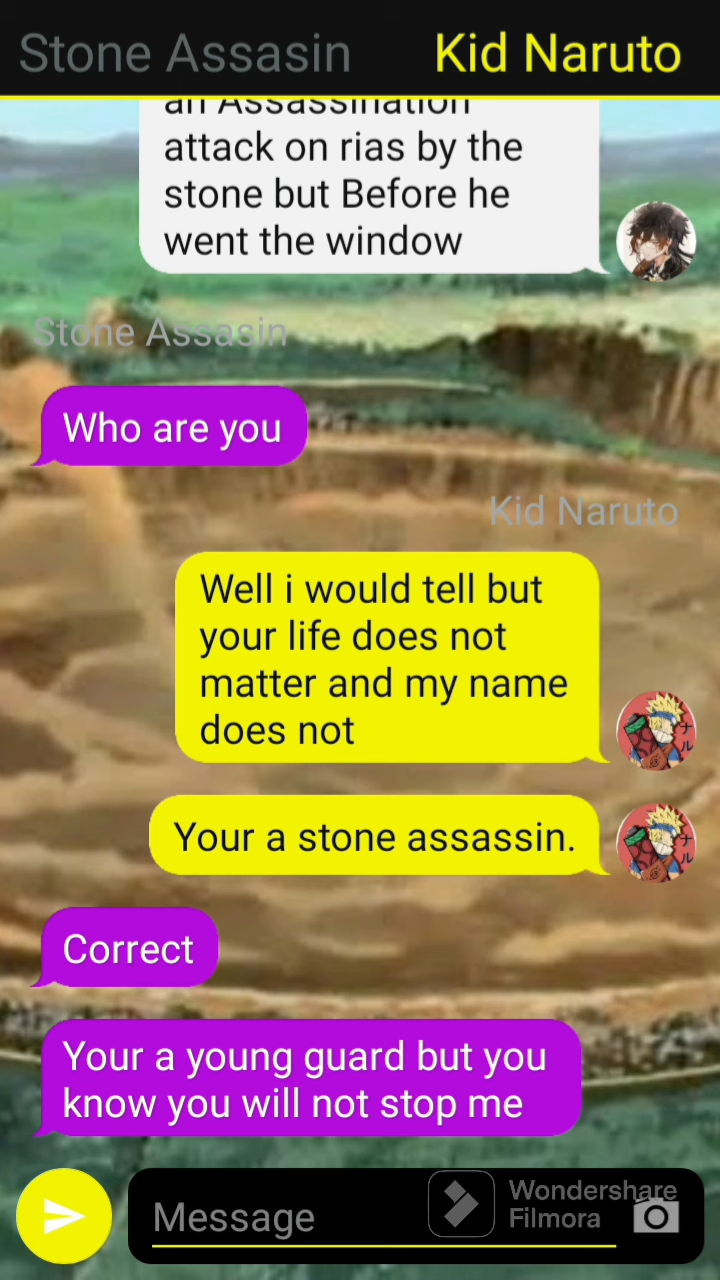 Stone Assasin Kid Naruto
an Assassination
attack on rias by the
stone but Before he
went the window
Stone Assasin
Who are you
Kid Naruto
Well i would tell but
your life does not
matter and my name
does not
Your a stone assassin.
Correct
Your a young guard but you
know you will not stop me
Message
Wondershare
Filmora